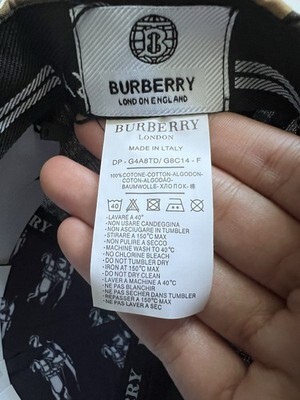 BURBERRY
LONDON ENGLAND
BURBERRY
LONDON
MADE IN ITALY
DP - G4A8TD/ G8C14 - F
100%COTONE-COTTON-ALGODON-
COTON-ALGODAO-
BAUMWOLLE- ХЛОПОК- 棉
40
-LAVARE A 40°
-NON USARE CANDEGGINA
-NON ASCIUGARE IN TUMBLER
-STIRARE A 150°C MAX
-NON PULIRE A SECCO
-MACHINE WASH TO 40°C
-NO CHLORINE BLEACH
-DO NOT TUMBLER DRY
-IRON AT 150°C MAX
-DO NOT DRY CLEAN
-LAVER A MACHINE A 40°
-NE PAS BLANCHIR
-NE PAS SECHER DANS TUMBLER
-REPASSER A 150°C MAX
-NE PAS LAVER A SEC